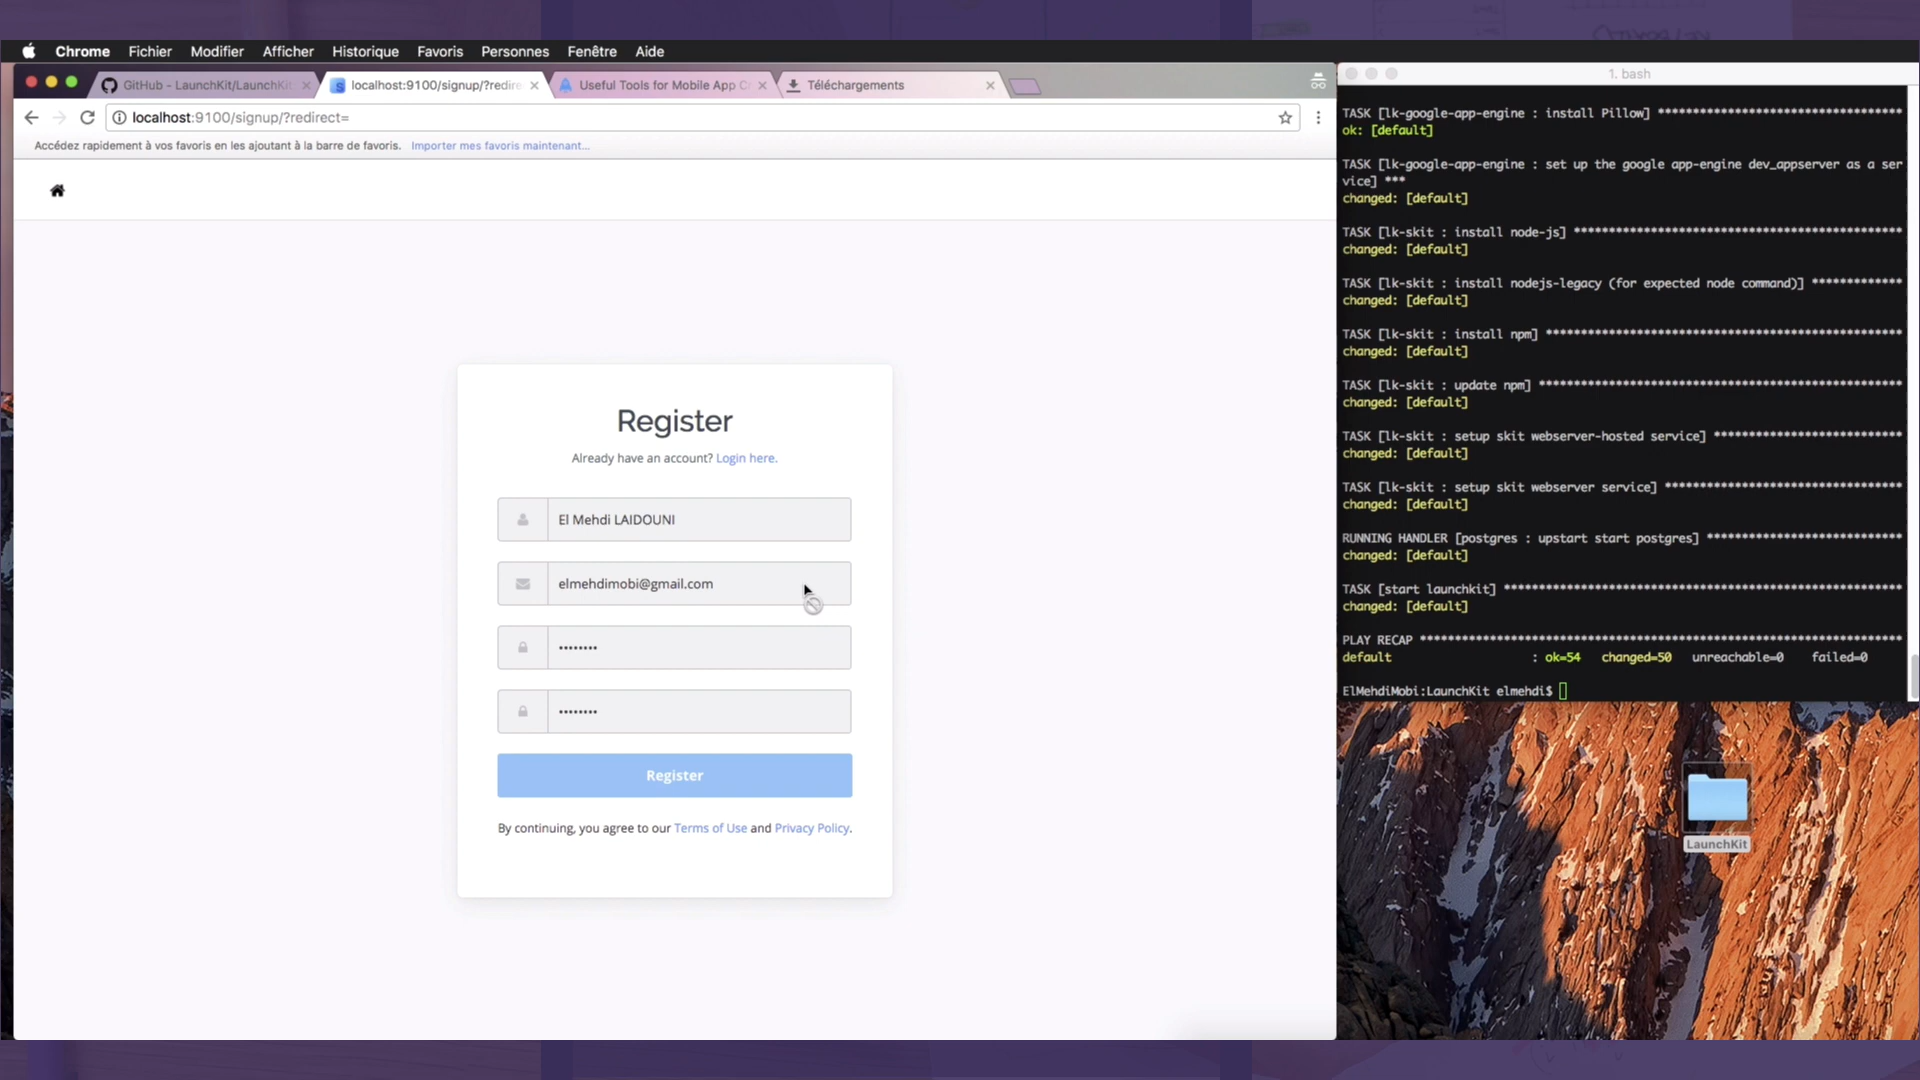 Chrome Fichier Modifier Afficher Historique Favoris Personnes Fenêtre Aide
GitHub - LaunchKit/LaunchKit
localhost:9100/signup/?redire
Useful Tools for Mobile App C
Téléchargements
localhost:9100/signup/?redirect=
Accédez rapidement à vos favoris en les ajoutant à la barre de favoris. Importer mes favoris maintenant...
Register
Already have an account? Login here.
El Mehdi LAIDOUNI
elmehdimobi@gmail.com
••••••••
••••••••
Register
By continuing, you agree to our Terms of Use and Privacy Policy.
1. bash
TASK [lk-google-app-engine : install Pillow] ***********************************
ok: [default]
TASK [lk-google-app-engine : set up the google app-engine dev_appserver as a ser
vice] ***
changed: [default]
TASK [lk-skit : install node-js] ***********************************************
changed: [default]
TASK [lk-skit : install nodejs-legacy (for expected node command)] *************
changed: [default]
TASK [lk-skit : install npm] ***************************************************
changed: [default]
TASK [lk-skit : update npm] ****************************************************
changed: [default]
TASK [lk-skit : setup skit webserver-hosted service] ***************************
changed: [default]
TASK [lk-skit : setup skit webserver service] **********************************
changed: [default]
RUNNING HANDLER [postgres : upstart start postgres] ****************************
changed: [default]
TASK [start launchkit] *********************************************************
changed: [default]
PLAY RECAP *********************************************************************
default : ok=54 changed=50 unreachable=0 failed=0
ElMehdiMobi:LaunchKit elmehdi$
LaunchKit